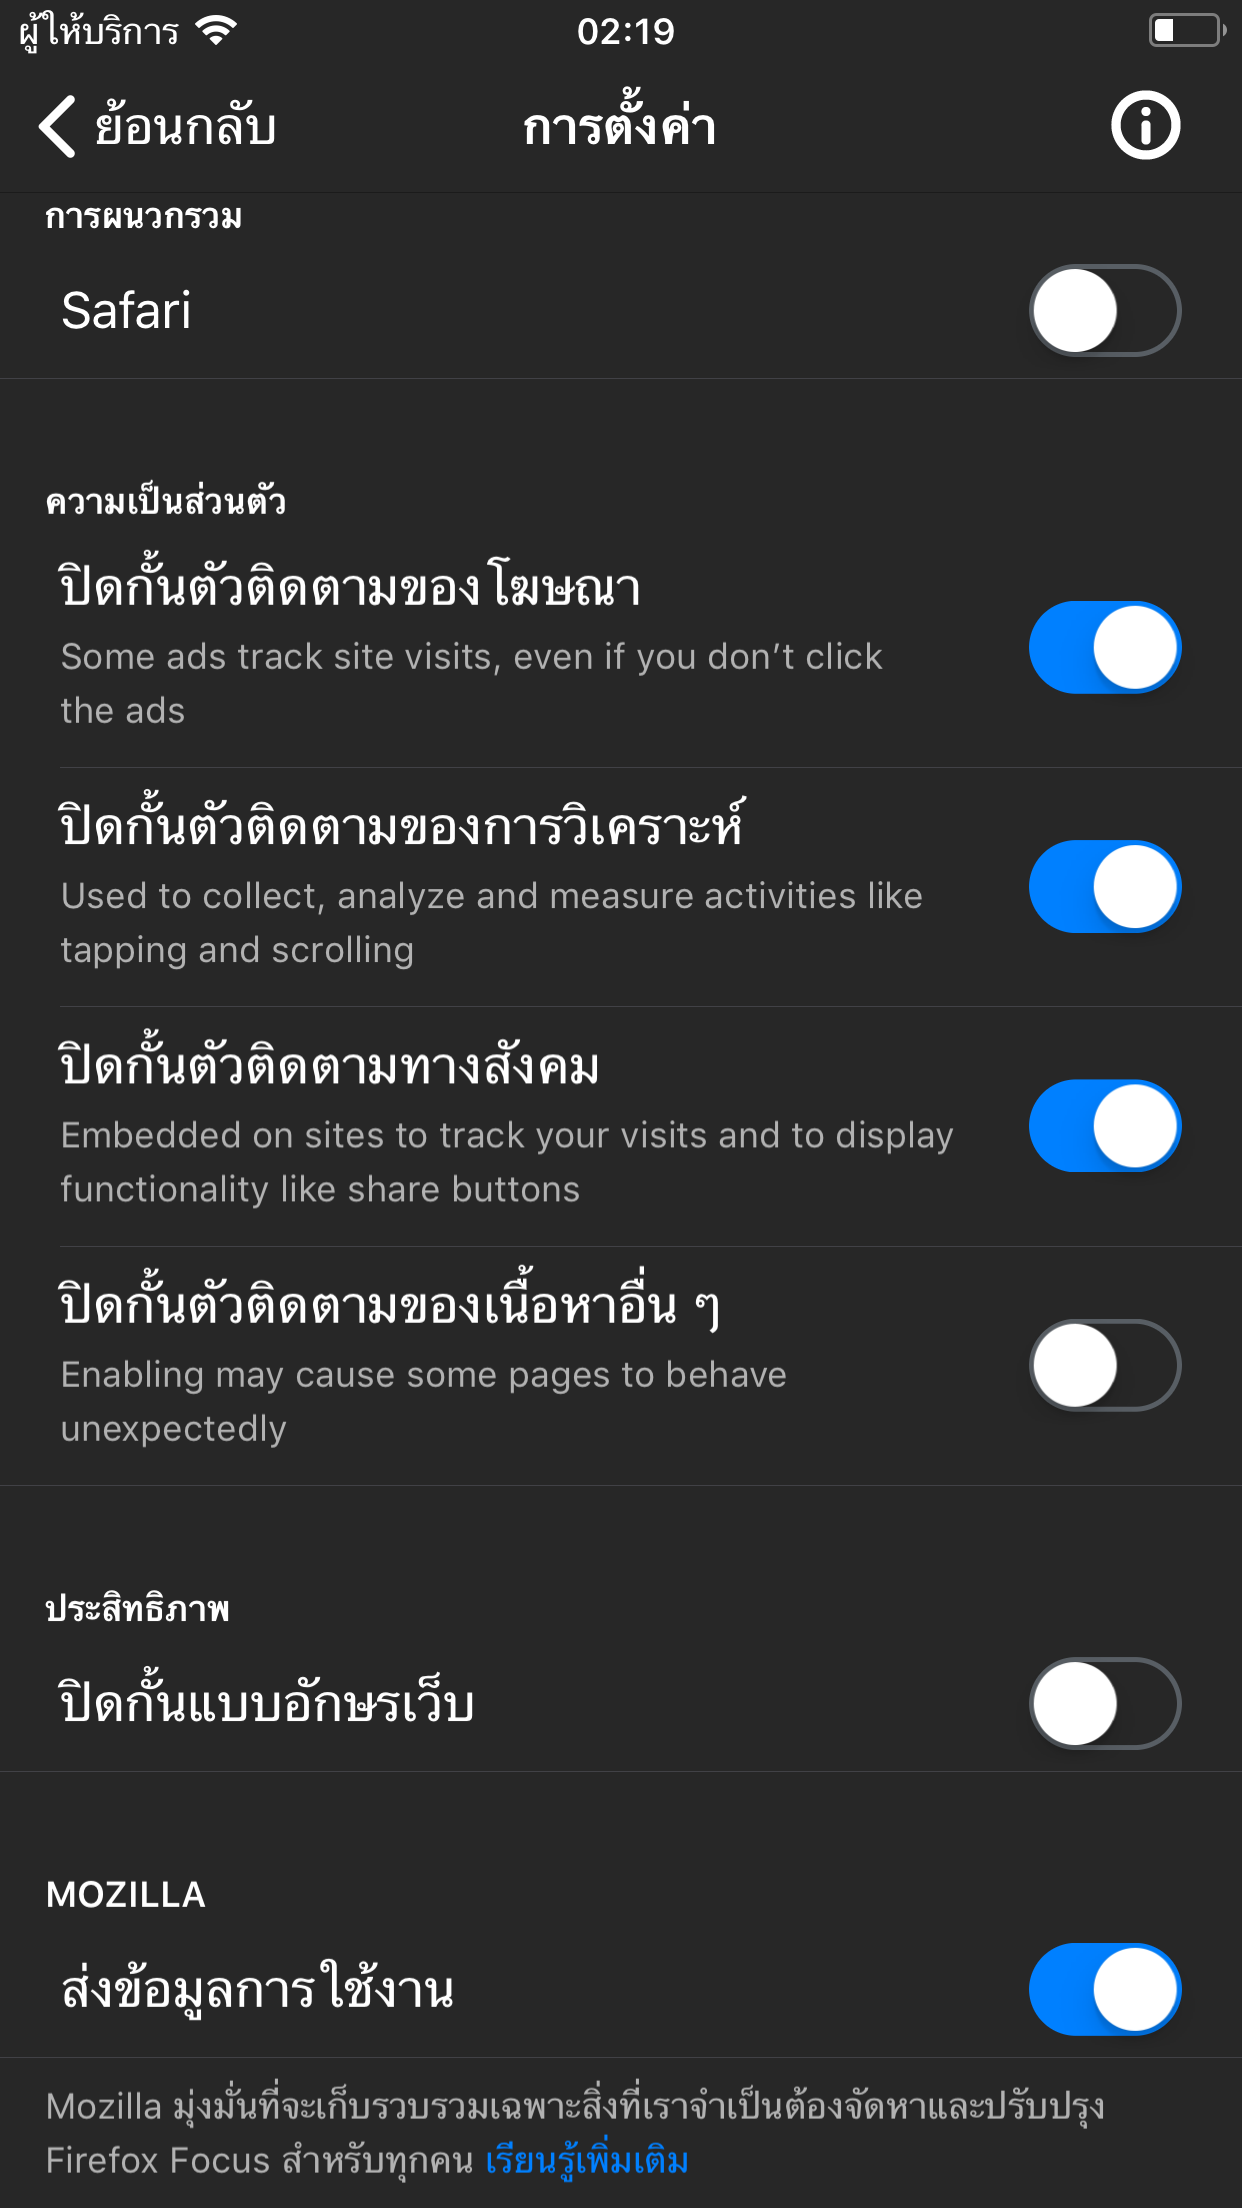 ผู้ให้บริการ 02:19
ย้อนกลับ การตั้งค่า
การผนวกรวม
Safari
ความเป็นส่วนตัว
ปิดกั้นตัวติดตามของโฆษณา
Some ads track site visits, even if you don’t click
the ads
ปิดกั้นตัวติดตามของการวิเคราะห์
Used to collect, analyze and measure activities like
tapping and scrolling
ปิดกั้นตัวติดตามทางสังคม
Embedded on sites to track your visits and to display
functionality like share buttons
ปิดกั้นตัวติดตามของเนื้อหาอื่น ๆ
Enabling may cause some pages to behave
unexpectedly
ประสิทธิภาพ
ปิดกั้นแบบอักษรเว็บ
MOZILLA
ส่งข้อมูลการใช้งาน
Mozilla มุ่งมั่นที่จะเก็บรวบรวมเฉพาะสิ่งที่เราจำเป็นต้องจัดหาและปรับปรุง
Firefox Focus สำหรับทุกคน เรียนรู้เพิ่มเติม